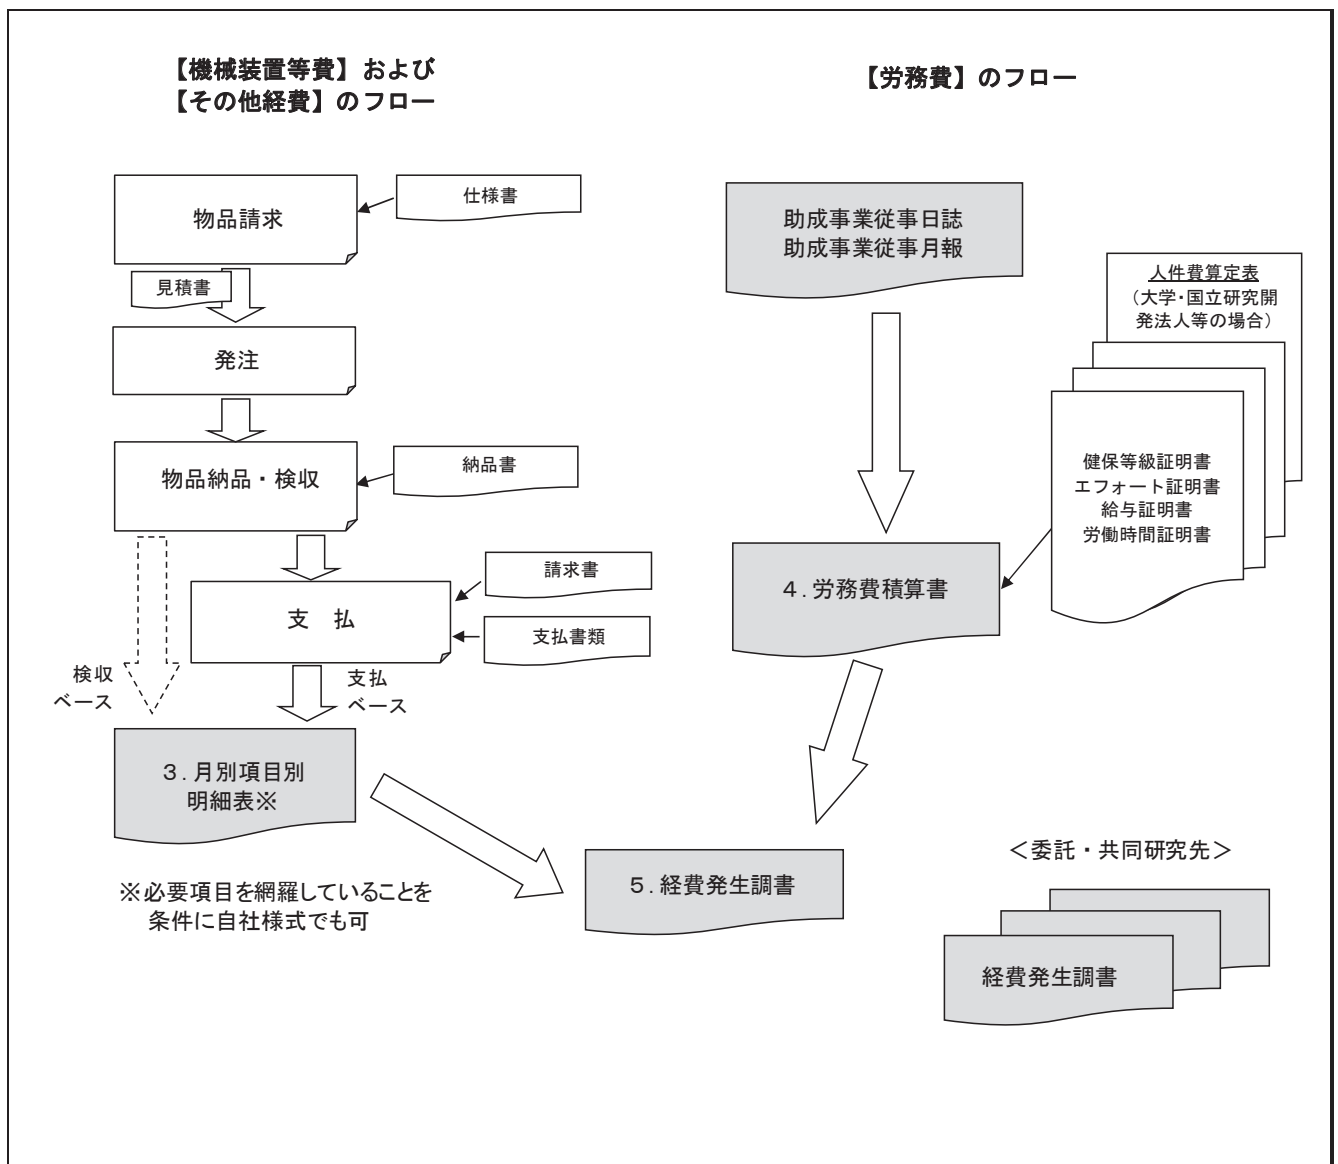 【機械装置等費】および
【その他経費】のフロー
物品請求
仕様書
見積書
発注
物品納品・検収
納品書
支　払
請求書
支払書類
検収
ベース
支払
ベース
３.月別項目別
明細表※
※必要項目を網羅していることを
条件に自社様式でも可
【労務費】のフロー
助成事業従事日誌
助成事業従事月報
人件費算定表
（大学・国立研究開
発法人等の場合）
健保等級証明書
エフォート証明書
給与証明書
労働時間証明書
４.労務費積算書
５.経費発生調書
＜委託・共同研究先＞
経費発生調書